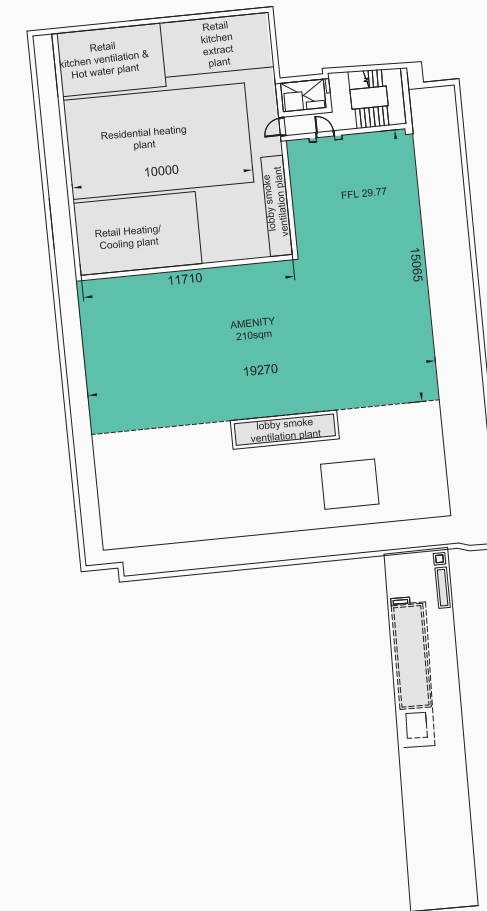 Retail
kitchen ventilation &
Hot water plant
Retail
kitchen
extract
plant
Residential heating
plant
10000
lobby smoke
ventilation plant
FFL 29.77
Retail Heating/
Cooling plant
11710
15065
AMENITY
210sqm
19270
lobby smoke
ventilation plant